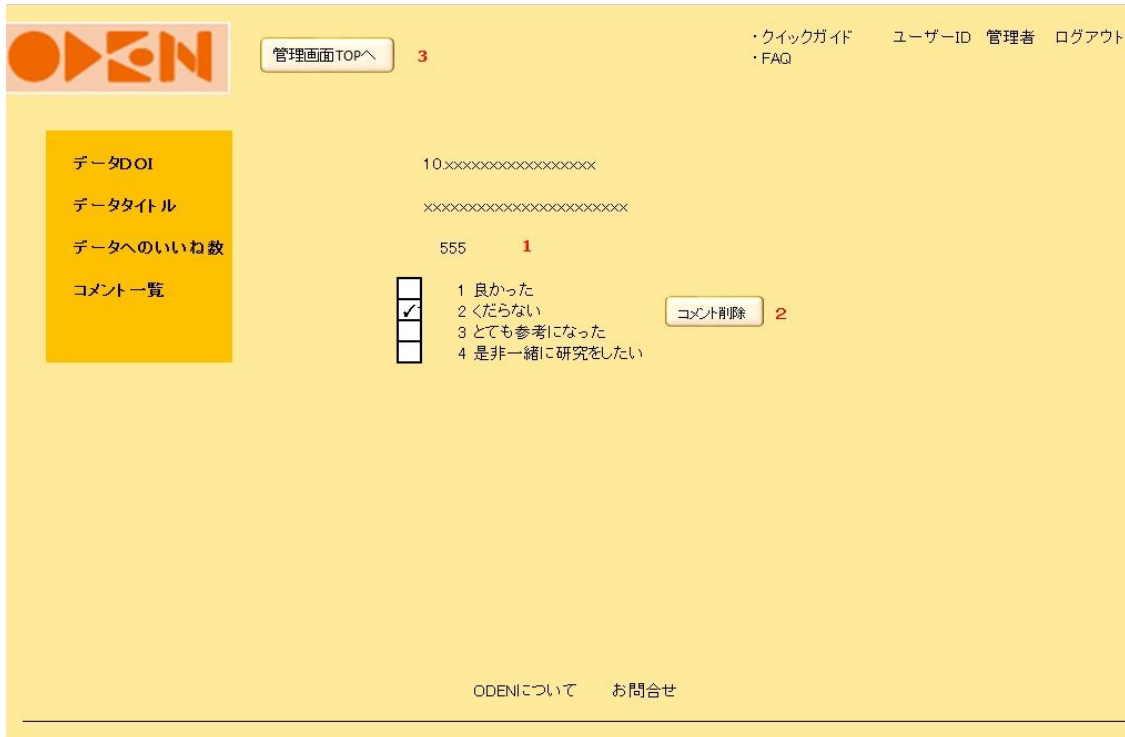 ODEN
管理画面TOPへ 3
・クイックガイド ユーザーID 管理者 ログアウト
・FAQ
データDOI 10.xxxxxxxxxxxxxxxxx
データタイトル xxxxxxxxxxxxxxxxxxxxxxx
データへのいいね数 555 1
コメント一覧 1 良かった
✓ 2 くだらない コメント削除 2
3 とても参考になった
4 是非一緒に研究をしたい
ODENについて お問合せ